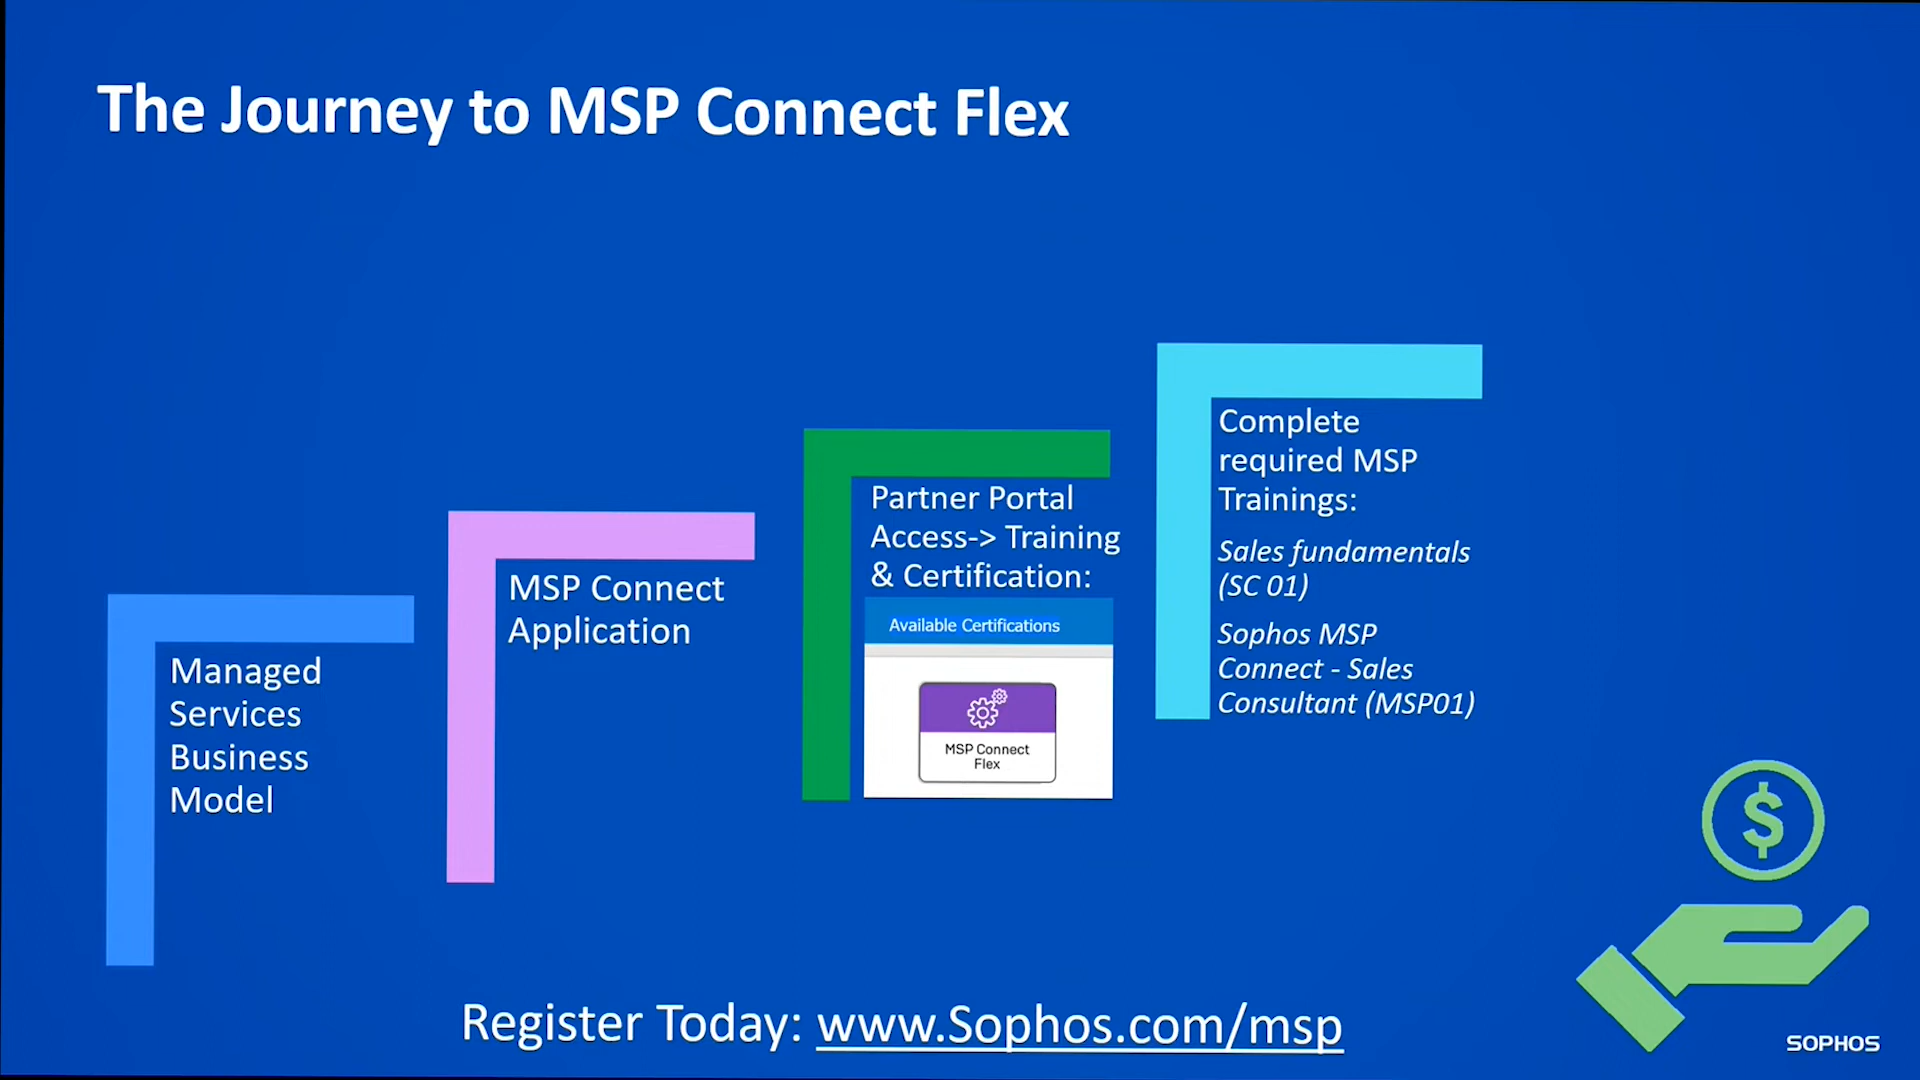 The Journey to MSP Connect Flex
Managed
Services
Business
Model
MSP Connect
Application
Partner Portal
Access-> Training
& Certification:
Available Certifications
MSP Connect
Flex
Complete
required MSP
Trainings:
Sales fundamentals
(SC 01)
Sophos MSP
Connect - Sales
Consultant (MSP01)
$
Register Today: www.Sophos.com/msp
SOPHOS